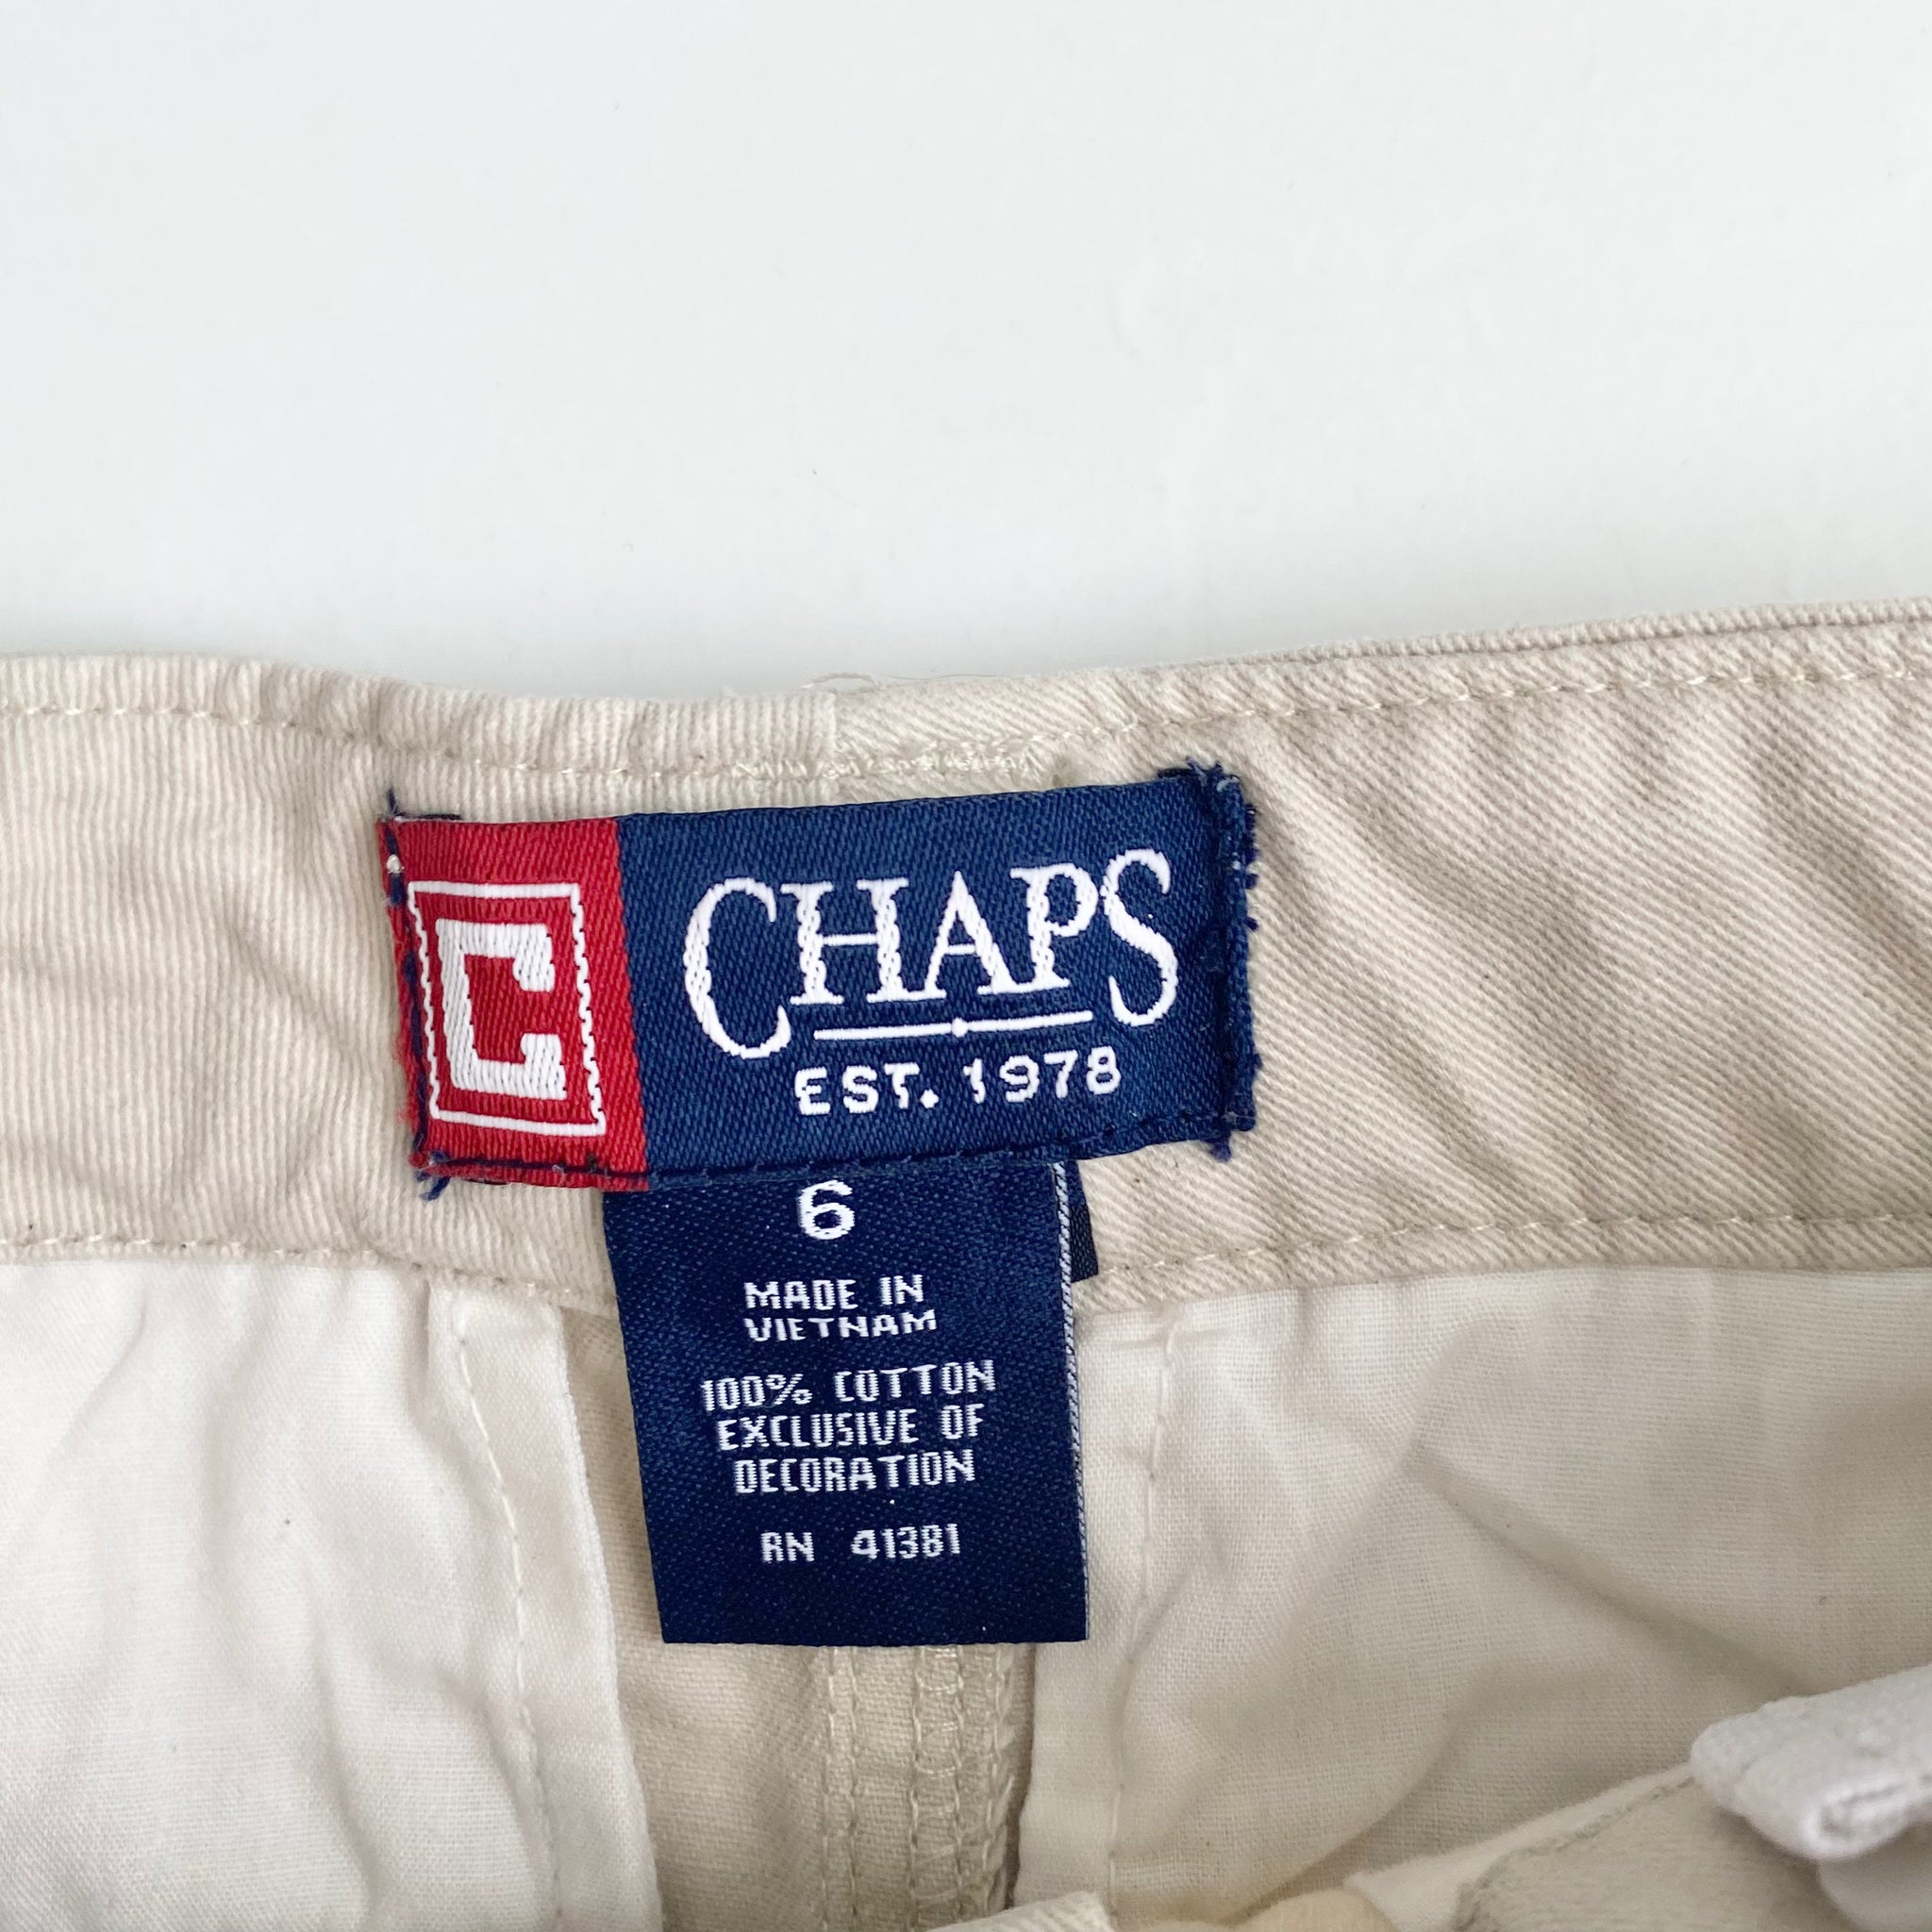 C
CHAPS
EST. 1978
6
MADE IN
VIETNAM
100% COTTON
EXCLUSIVE OF
DECORATION
RN 41381